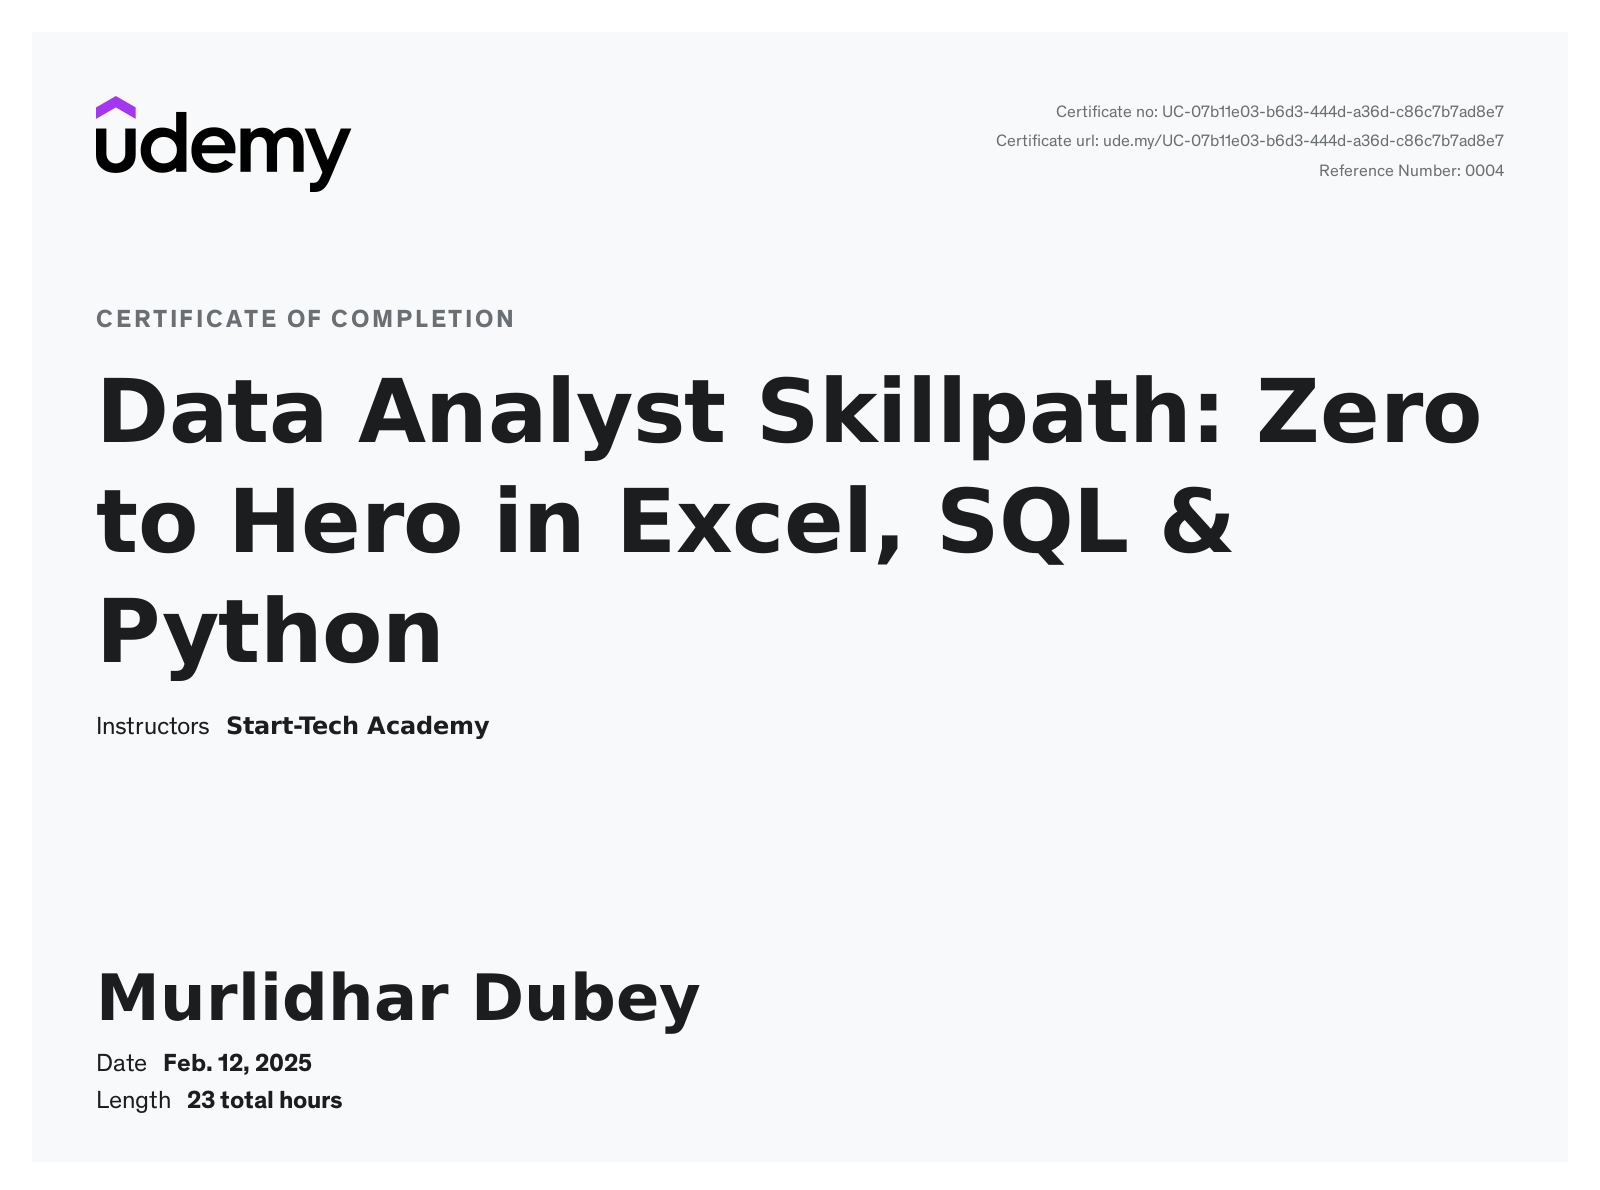 udemy
Certificate no: UC-07b11e03-b6d3-444d-a36d-c86c7b7ad8e7
Certificate url: ude.my/UC-07b11e03-b6d3-444d-a36d-c86c7b7ad8e7
Reference Number: 0004
CERTIFICATE OF COMPLETION
Data Analyst Skillpath: Zero
to Hero in Excel, SQL &
Python
Instructors Start-Tech Academy
Murlidhar Dubey
Date Feb. 12, 2025
Length 23 total hours